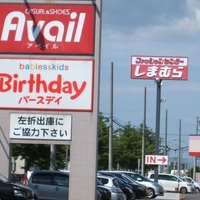 CASUAL&SHOES
Avail
アベイル
babies&kids
Birthday
バースデイ
左折出庫に
ご協力下さい
ファッションセンター
しまむら
IN